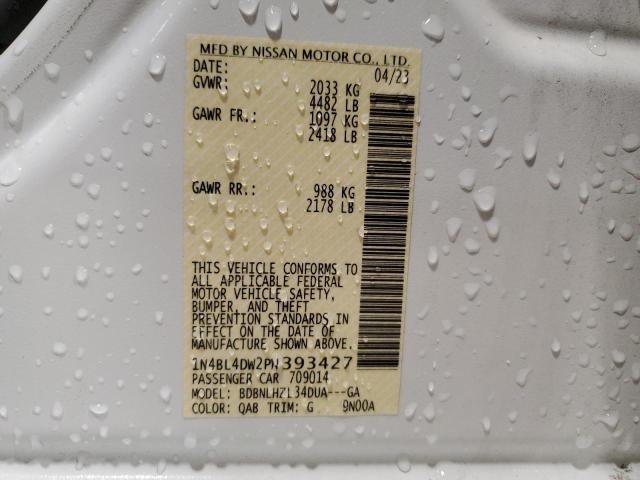 MFD BY NISSAN MOTOR CO., LTD.
DATE: 04/23
GVWR: 2033 KG
4482 LB
GAWR FR.: 1097 KG
2418 LB
GAWR RR.: 988 KG
2178 LB
THIS VEHICLE CONFORMS TO
ALL APPLICABLE FEDERAL
MOTOR VEHICLE SAFETY,
BUMPER, AND THEFT
PREVENTION STANDARDS IN
EFFECT ON THE DATE OF
MANUFACTURE SHOWN ABOVE.
1N4BL4DW2PN393427
PASSENGER CAR 709014
MODEL: BDBNLHZL34DUA---GA
COLOR: QAB TRIM: G 9N00A